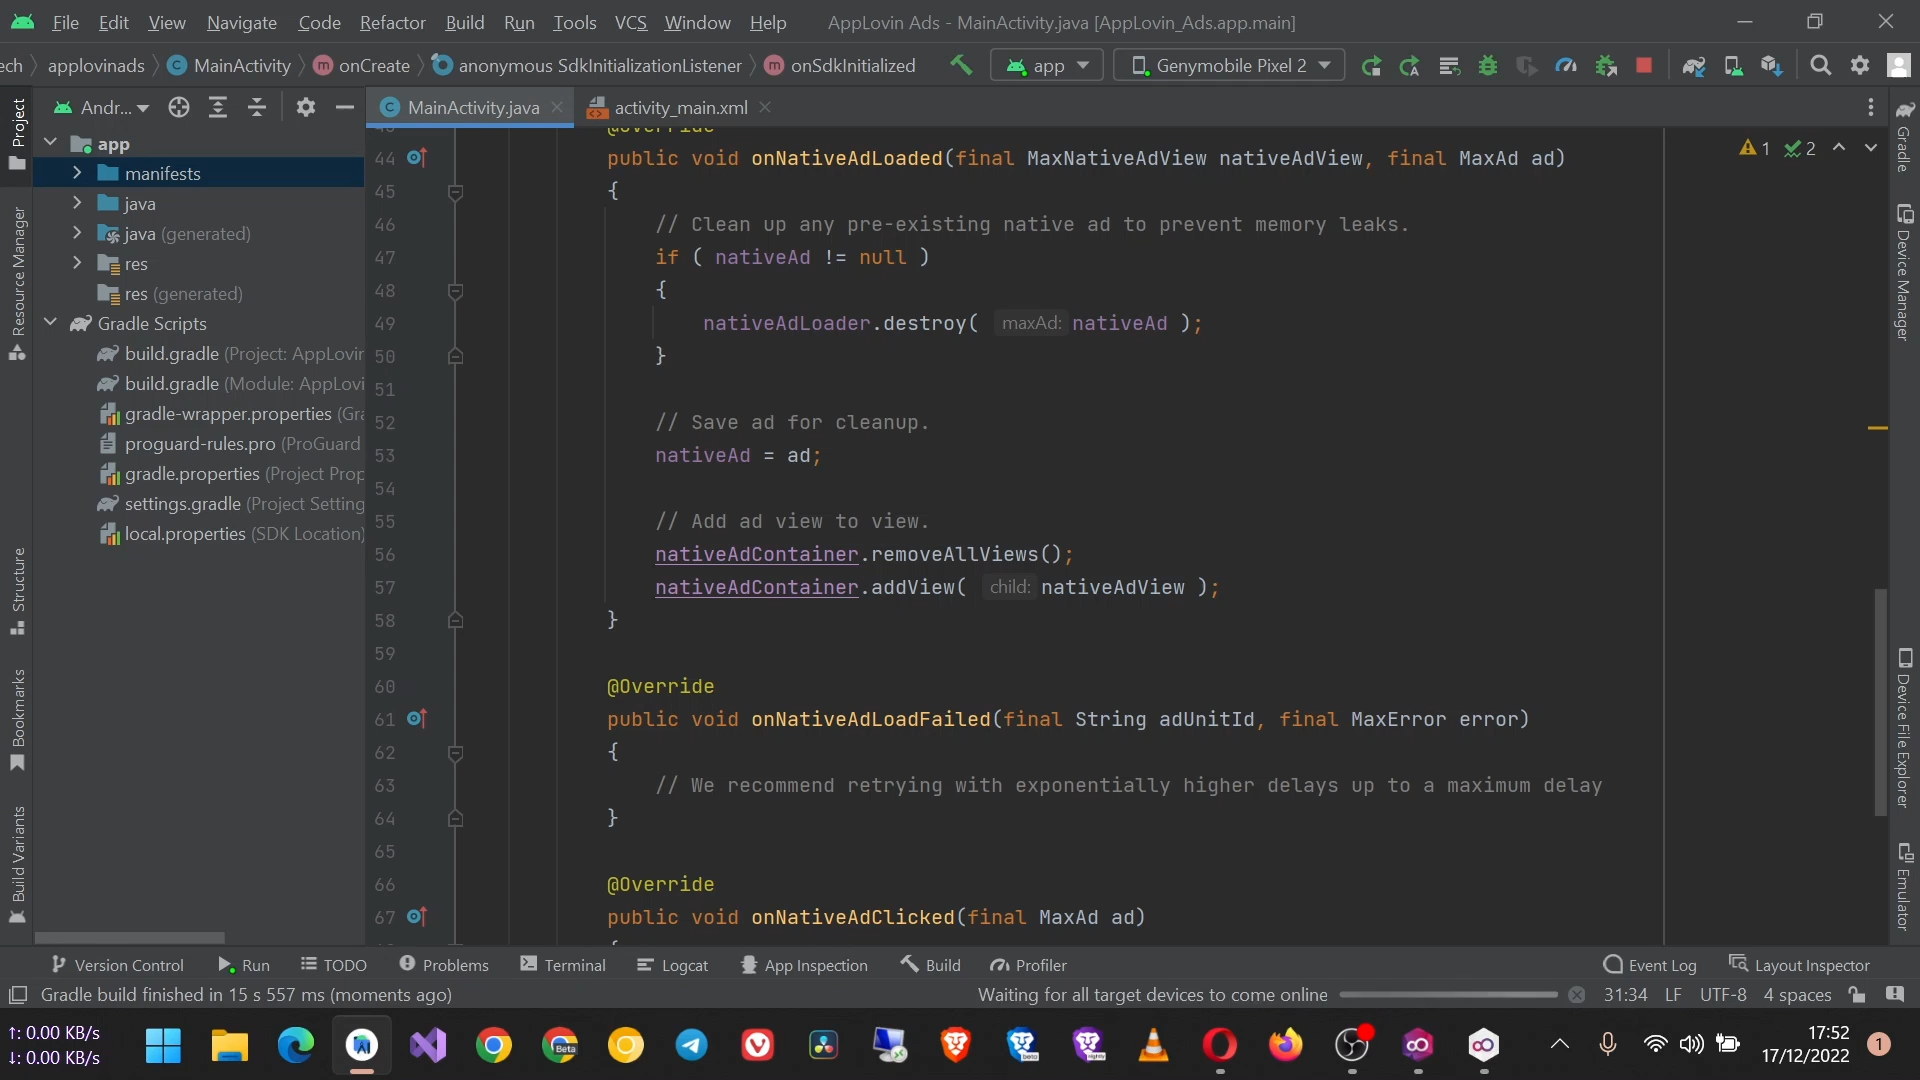 File Edit View Navigate Code Refactor Build Run Tools VCS Window Help AppLovin Ads - MainActivity.java [AppLovin_Ads.app.main]
ech applovinads MainActivity onCreate anonymous SdkInitializationListener onSdkInitialized app Genymobile Pixel 2
Andr...
MainActivity.java
activity_main.xml
Project
Resource Manager
Structure
Bookmarks
Build Variants
app
manifests
java
java (generated)
res
res (generated)
Gradle Scripts
build.gradle (Project: AppLovin
build.gradle (Module: AppLovi
gradle-wrapper.properties (Gra
proguard-rules.pro (ProGuard
gradle.properties (Project Prop
settings.gradle (Project Setting
local.properties (SDK Location)
@Override
44 public void onNativeAdLoaded(final MaxNativeAdView nativeAdView, final MaxAd ad)
45 {
46 // Clean up any pre-existing native ad to prevent memory leaks.
47 if ( nativeAd != null )
48 {
49 nativeAdLoader.destroy( maxAd: nativeAd );
50 }
51
52 // Save ad for cleanup.
53 nativeAd = ad;
54
55 // Add ad view to view.
56 nativeAdContainer.removeAllViews();
57 nativeAdContainer.addView( child: nativeAdView );
58 }
59
60 @Override
61 public void onNativeAdLoadFailed(final String adUnitId, final MaxError error)
62 {
63 // We recommend retrying with exponentially higher delays up to a maximum delay
64 }
65
66 @Override
67 public void onNativeAdClicked(final MaxAd ad)
1 2
Gradle
Device Manager
Device File Explorer
Emulator
Version Control Run TODO Problems Terminal Logcat App Inspection Build Profiler Event Log Layout Inspector
Gradle build finished in 15 s 557 ms (moments ago) Waiting for all target devices to come online 31:34 LF UTF-8 4 spaces
↑: 0.00 KB/s
↓: 0.00 KB/s
Beta
beta
nightly
17:52
17/12/2022
1